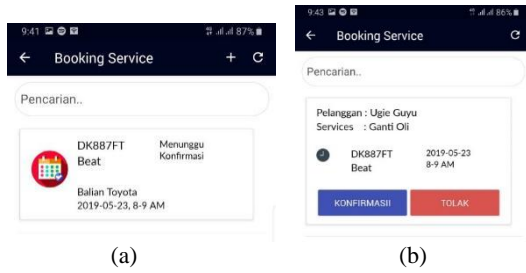 9:41 87%
Booking Service + C
Pencarian..
DK887FT Menunggu
Beat Konfirmasi
Balian Toyota
2019-05-23, 8-9 AM
(a)
9:43 86%
Booking Service
Pencarian..
Pelanggan : Ugie Guyu
Services : Ganti Oli
DK887FT 2019-05-23
Beat 8-9 AM
KONFIRMASII TOLAK
(b)